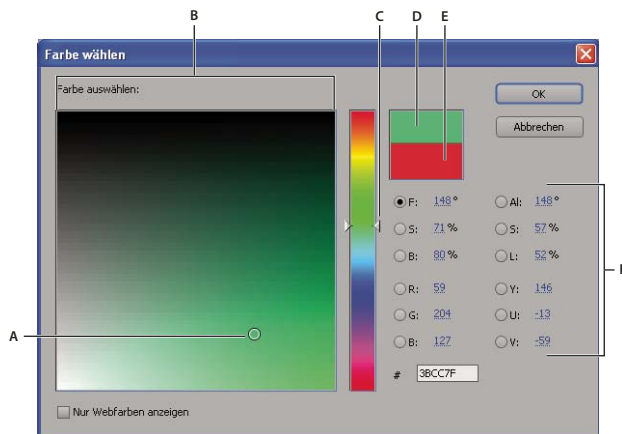 B C D E
Farbe wählen
Farbe auswählen:
OK
Abbrechen
F: 148° Al: 148°
S: 71 % S: 57 %
B: 80 % L: 52 %
R: 59 Y: 146
G: 204 U: -13
B: 127 V: -59
# 3BCC7F
A
Nur Webfarben anzeigen